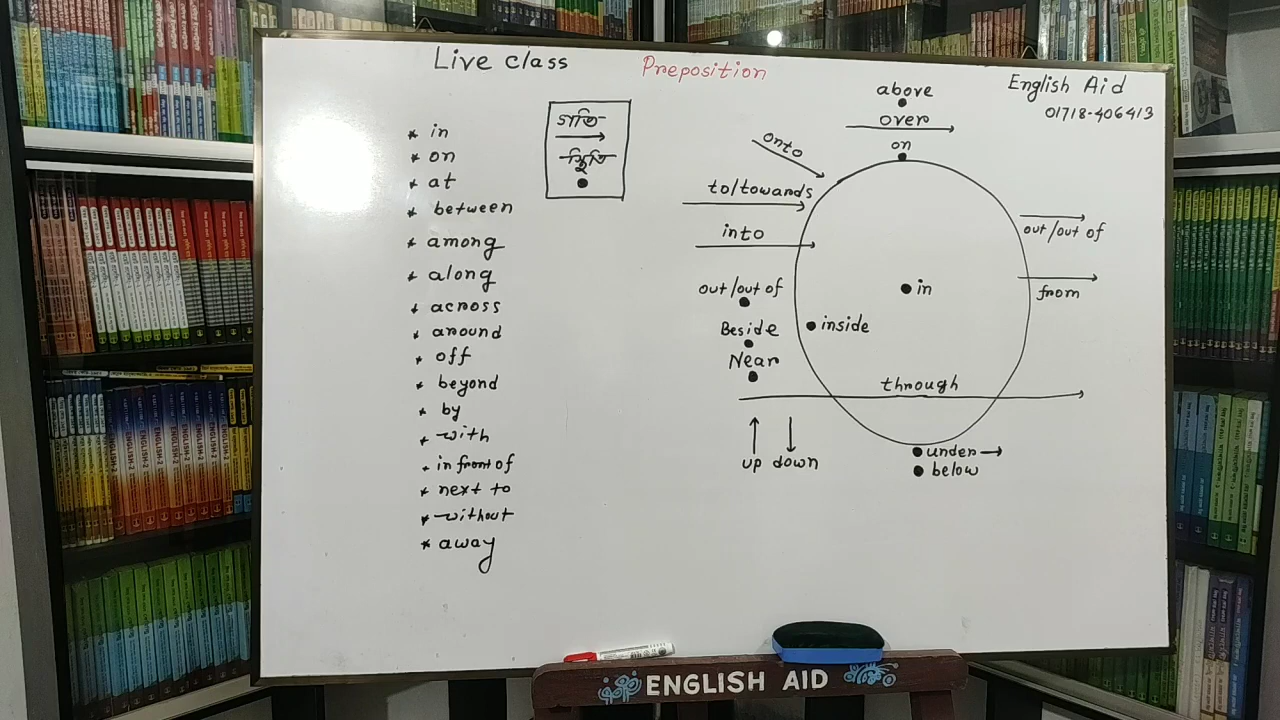 Live class
Preposition
English Aid
01718-406413
* in
* on
* at
* between
* among
* along
* across
* around
* off
* beyond
* by
* with
* in front of
* next to
* without
* away
গতি
স্থিতি
above
over
on
onto
to/towards
into
out/out of
Beside
Near
in
inside
through
up down
under
below
out/out of
from
ENGLISH AID